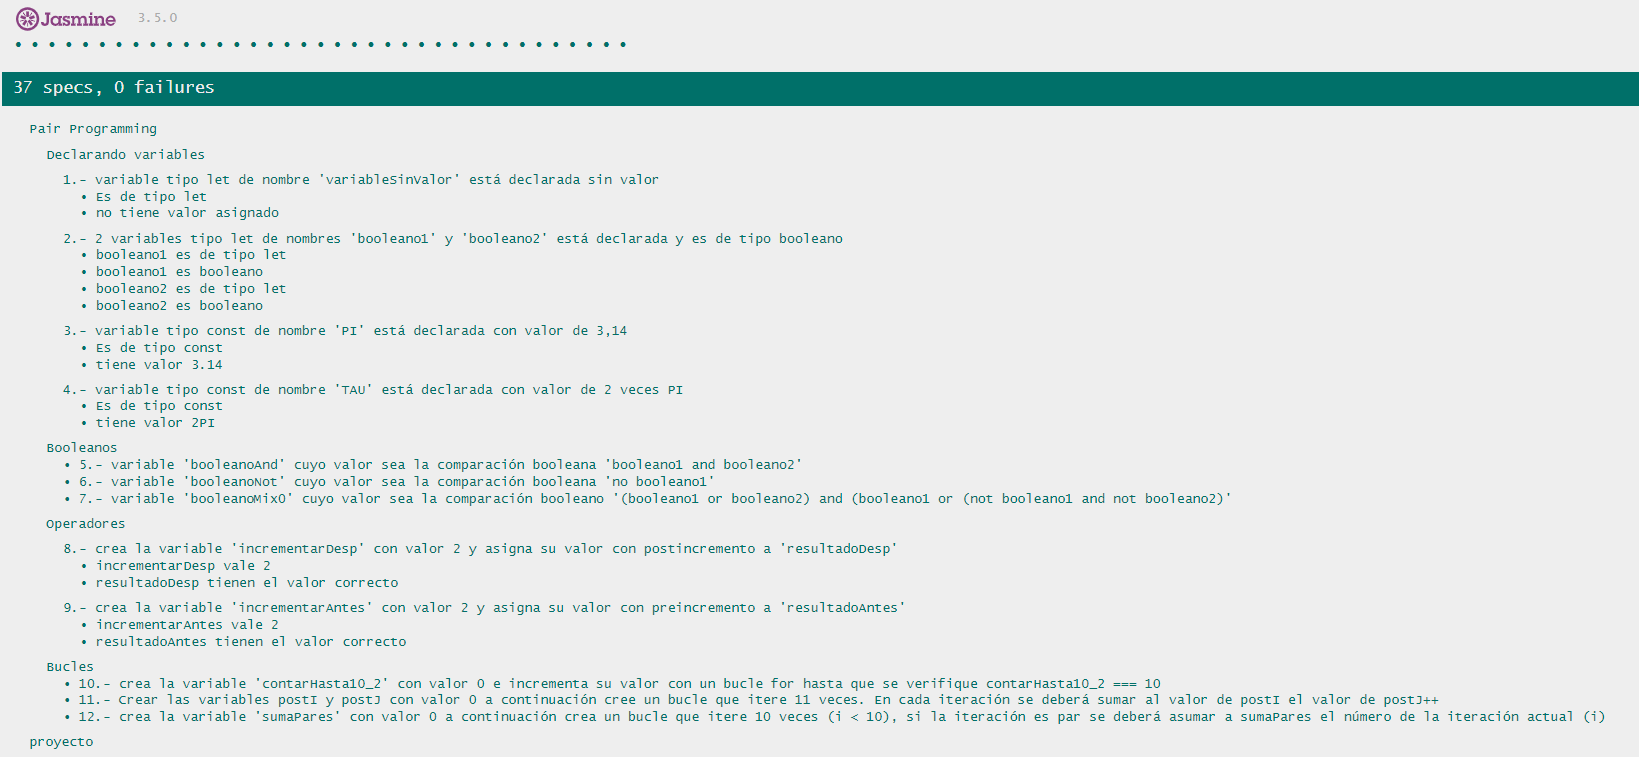 Jasmine 3.5.0
• • • • • • • • • • • • • • • • • • • • • • • • • • • • • • • • • • • • •
37 specs, 0 failures
Pair Programming
Declarando variables
1.- variable tipo let de nombre 'variableSinValor' está declarada sin valor
• Es de tipo let
• no tiene valor asignado
2.- 2 variables tipo let de nombres 'booleano1' y 'booleano2' está declarada y es de tipo booleano
• booleano1 es de tipo let
• booleano1 es booleano
• booleano2 es de tipo let
• booleano2 es booleano
3.- variable tipo const de nombre 'PI' está declarada con valor de 3,14
• Es de tipo const
• tiene valor 3.14
4.- variable tipo const de nombre 'TAU' está declarada con valor de 2 veces PI
• Es de tipo const
• tiene valor 2PI
Booleanos
• 5.- variable 'booleanoAnd' cuyo valor sea la comparación booleana 'booleano1 and booleano2'
• 6.- variable 'booleanoNot' cuyo valor sea la comparación booleana 'no booleano1'
• 7.- variable 'booleanoMix0' cuyo valor sea la comparación booleano '(booleano1 or booleano2) and (booleano1 or (not booleano1 and not booleano2)'
Operadores
8.- crea la variable 'incrementarDesp' con valor 2 y asigna su valor con postincremento a 'resultadoDesp'
• incrementarDesp vale 2
• resultadoDesp tienen el valor correcto
9.- crea la variable 'incrementarAntes' con valor 2 y asigna su valor con preincremento a 'resultadoAntes'
• incrementarAntes vale 2
• resultadoAntes tienen el valor correcto
Bucles
• 10.- crea la variable 'contarHasta10_2' con valor 0 e incrementa su valor con un bucle for hasta que se verifique contarHasta10_2 === 10
• 11.- Crear las variables postI y postJ con valor 0 a continuación cree un bucle que itere 11 veces. En cada iteración se deberá sumar al valor de postI el valor de postJ++
• 12.- crea la variable 'sumaPares' con valor 0 a continuación crea un bucle que itere 10 veces (i < 10), si la iteración es par se deberá asumar a sumaPares el número de la iteración actual (i)
proyecto